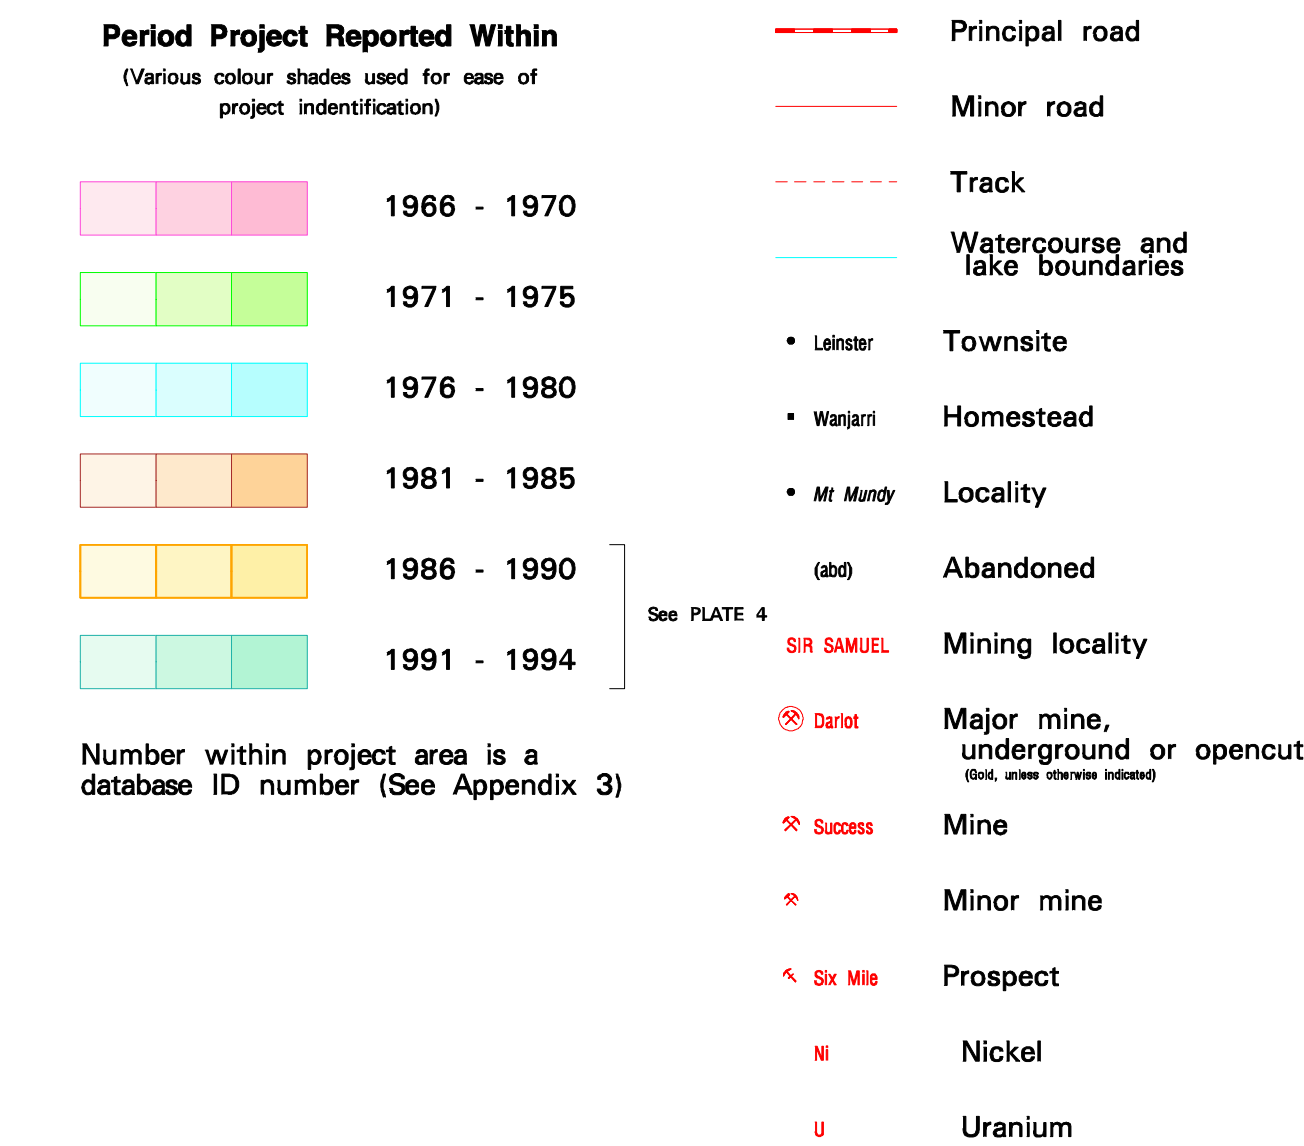 Period Project Reported Within
(Various colour shades used for ease of
project indentification)
1966 - 1970
1971 - 1975
1976 - 1980
1981 - 1985
1986 - 1990
1991 - 1994
See PLATE 4
Number within project area is a
database ID number (See Appendix 3)
Principal road
Minor road
Track
Watercourse and
lake boundaries
Leinster Townsite
Wanjarri Homestead
Mt Mundy Locality
(abd) Abandoned
SIR SAMUEL Mining locality
Darlot Major mine,
underground or opencut
(Gold, unless otherwise indicated)
Success Mine
Minor mine
Six Mile Prospect
Ni Nickel
U Uranium